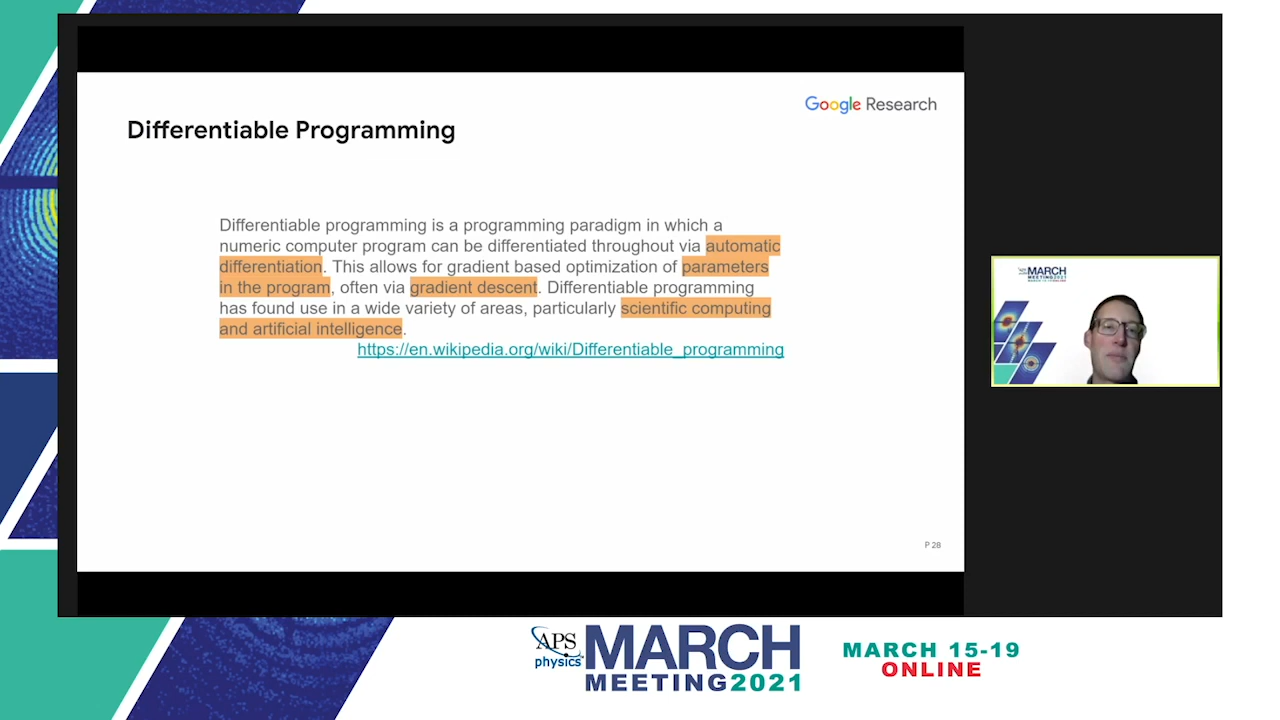 Google Research
Differentiable Programming
Differentiable programming is a programming paradigm in which a
numeric computer program can be differentiated throughout via automatic
differentiation. This allows for gradient based optimization of parameters
in the program, often via gradient descent. Differentiable programming
has found use in a wide variety of areas, particularly scientific computing
and artificial intelligence.
https://en.wikipedia.org/wiki/Differentiable_programming
P 28
MARCH
MEETING2021
APS
physics
MARCH
MEETING2021
MARCH 15-19
ONLINE